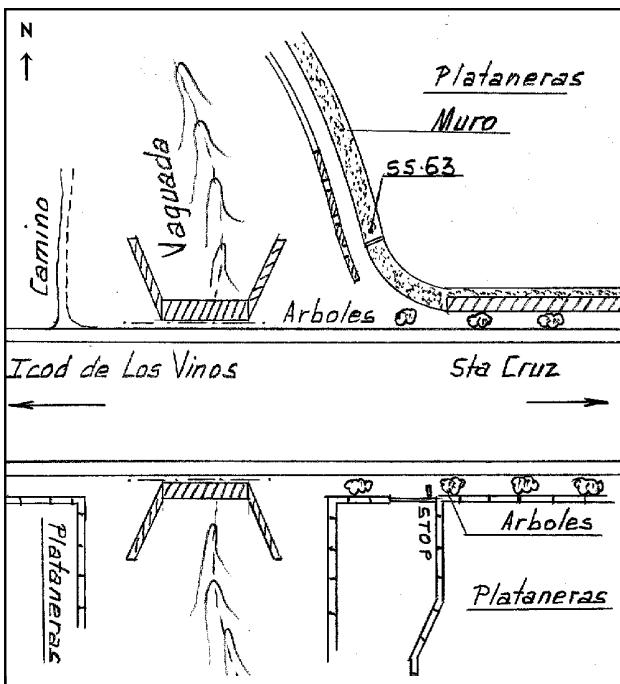 N
Plataneras
Muro
SS-63
Vaguada
Camino
Arboles
Icod de Los Vinos
Sta Cruz
STOP
Arboles
Plataneras
Plataneras